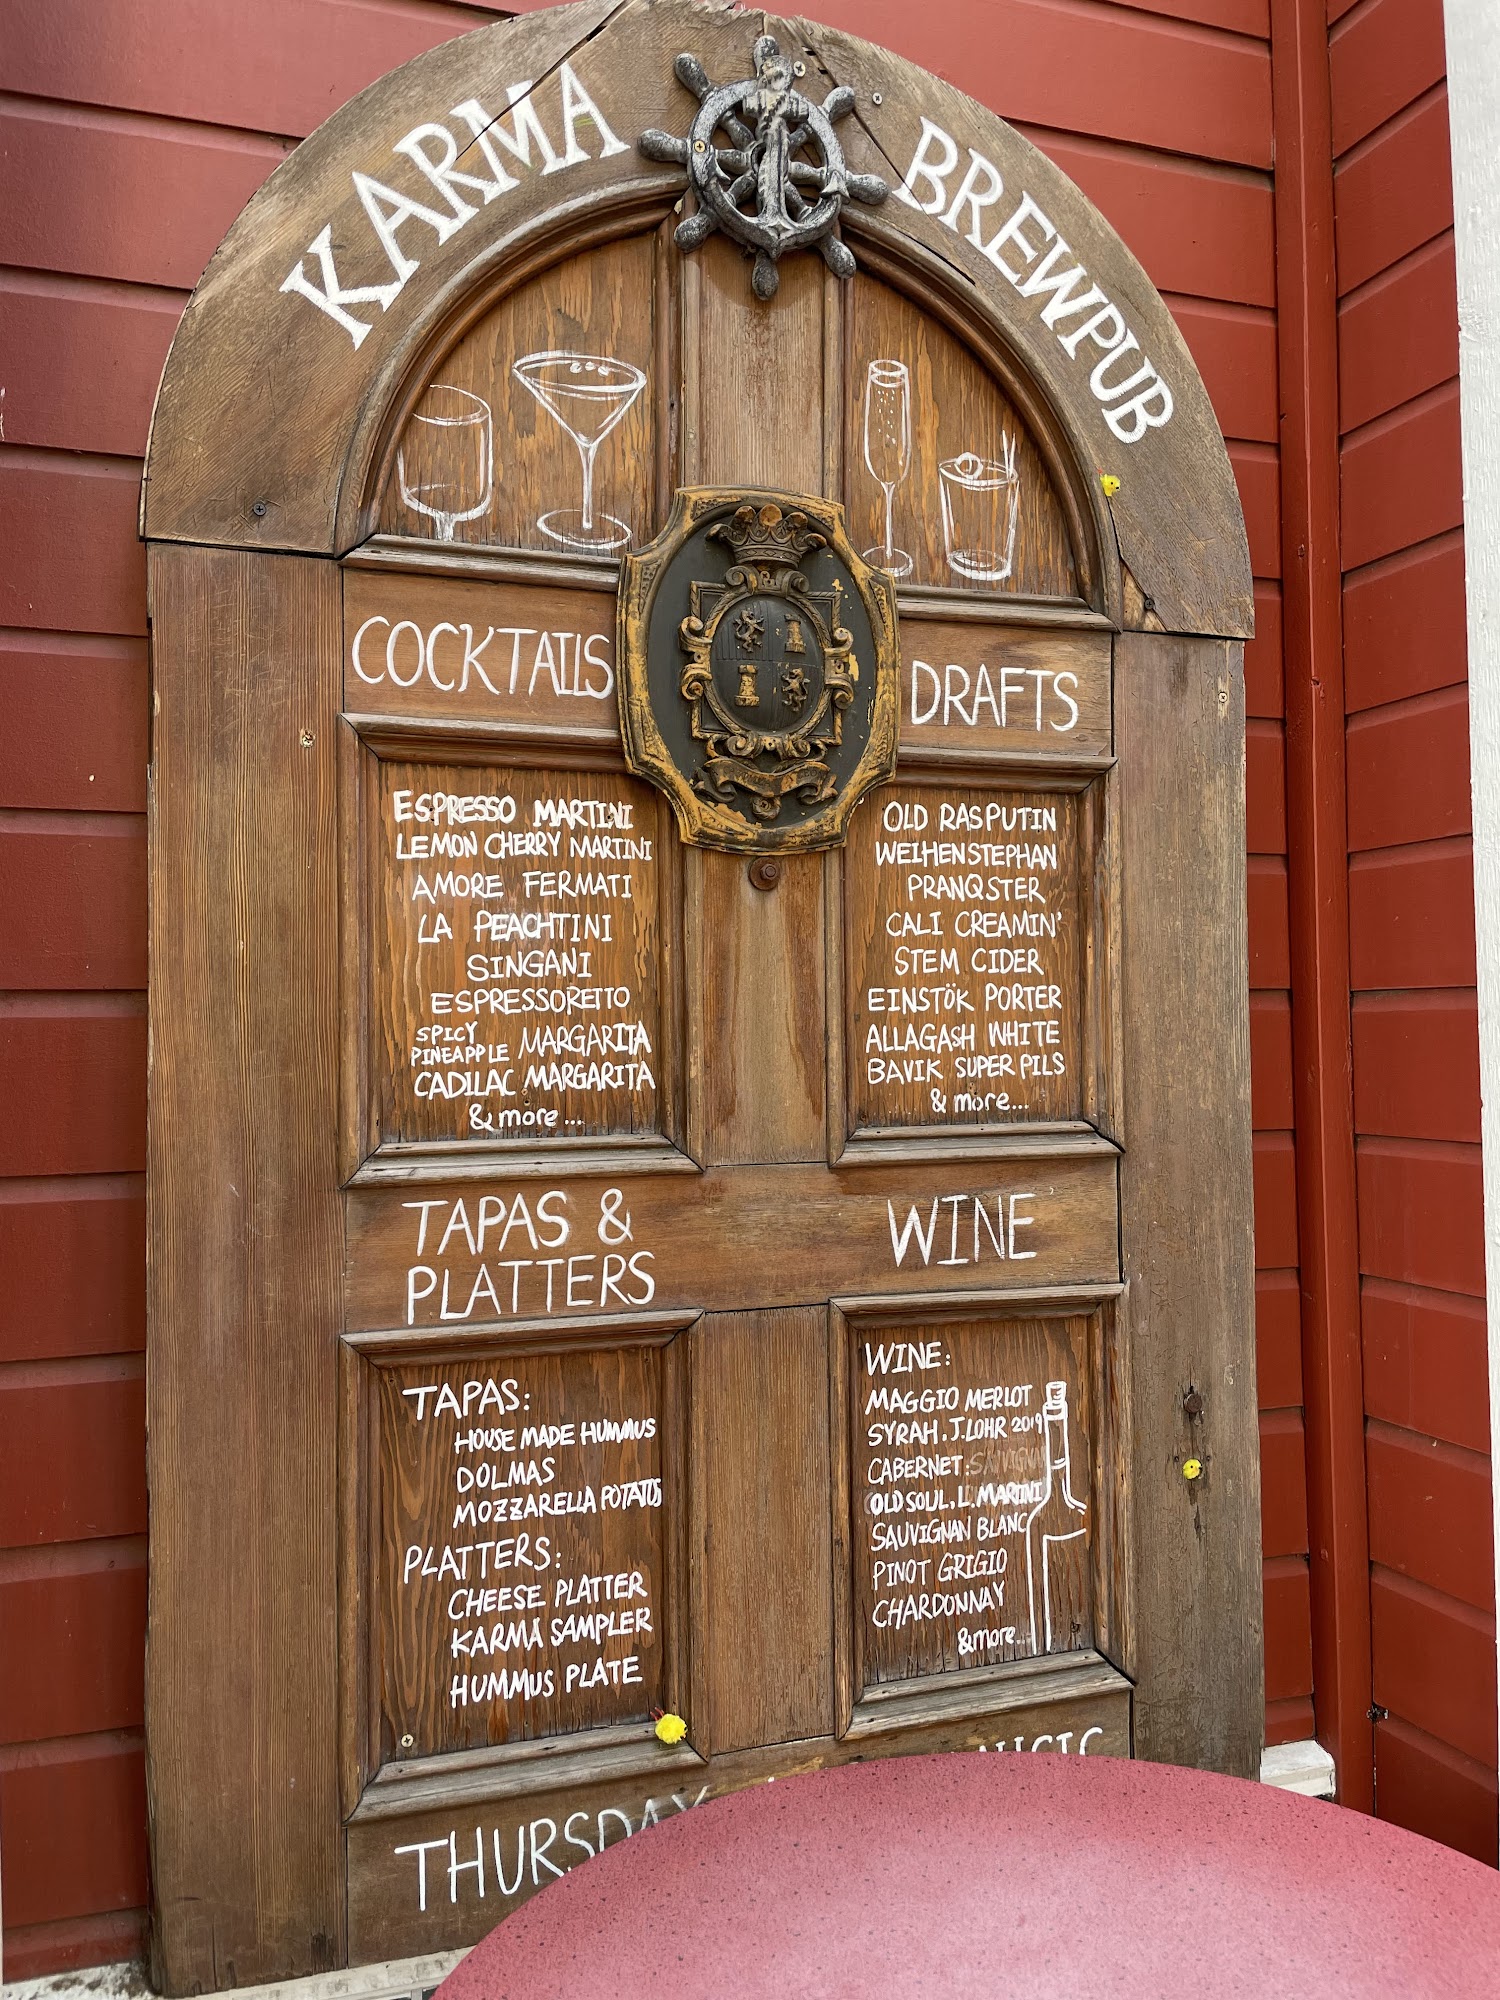 KARMA BREWPUB
COCKTAILS
ESPRESSO MARTINI
LEMON CHERRY MARTINI
AMORE FERMATI
LA PEACHTINI
SINGANI
ESPRESSORETTO
SPICY
PINEAPPLE MARGARITA
CADILAC MARGARITA
& more...
DRAFTS
OLD RASPUTIN
WEIHENSTEPHAN
PRANQSTER
CALI CREAMIN'
STEM CIDER
EINSTÖK PORTER
ALLAGASH WHITE
BAVIK SUPER PILS
& more...
TAPAS &
PLATTERS
TAPAS:
HOUSE MADE HUMMUS
DOLMAS
MOZZARELLA POTATOS
PLATTERS:
CHEESE PLATTER
KARMA SAMPLER
HUMMUS PLATE
WINE
WINE:
MAGGIO MERLOT
SYRAH, J.LOHR 2019
CABERNET:
OLD SOUL, L. MARINI
SAUVIGNAN BLANC
PINOT GRIGIO
CHARDONNAY
& more...
THURSDAY